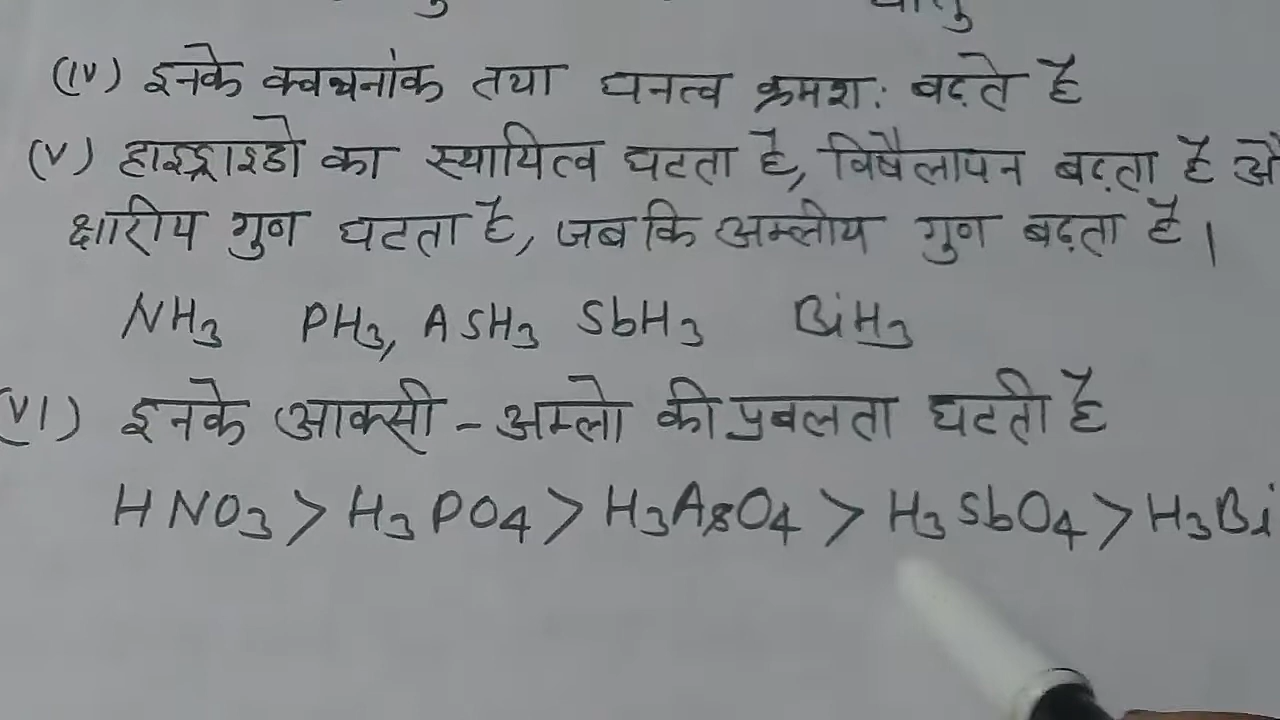 (iv) इनके क्वथनांक तथा घनत्व क्रमश: बढ़ते है
(v) हाइड्राइडो का स्थायित्व घटता है, विषैलापन बढ़ता है
क्षारीय गुण घटता है, जबकि अम्लीय गुण बढ़ता है।
NH3 PH3, ASH3 SbH3 BiH3
(VI) इनके आक्सी - अम्लो की प्रबलता घटती है
HNO3 > H3PO4 > H3AsO4 > H3SbO4 > H3Bi